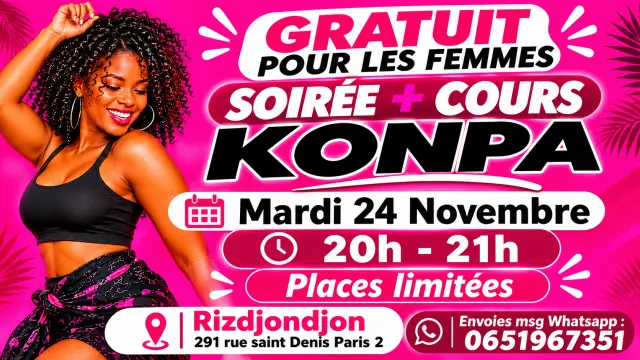 GRATUIT
POUR LES FEMMES
SOIRÉE + COURS
KONPA
Mardi 24 Novembre
20h - 21h
Places limitées
Rizdjondjon
291 rue saint Denis Paris 2
Envoies msg Whatsapp :
0651967351